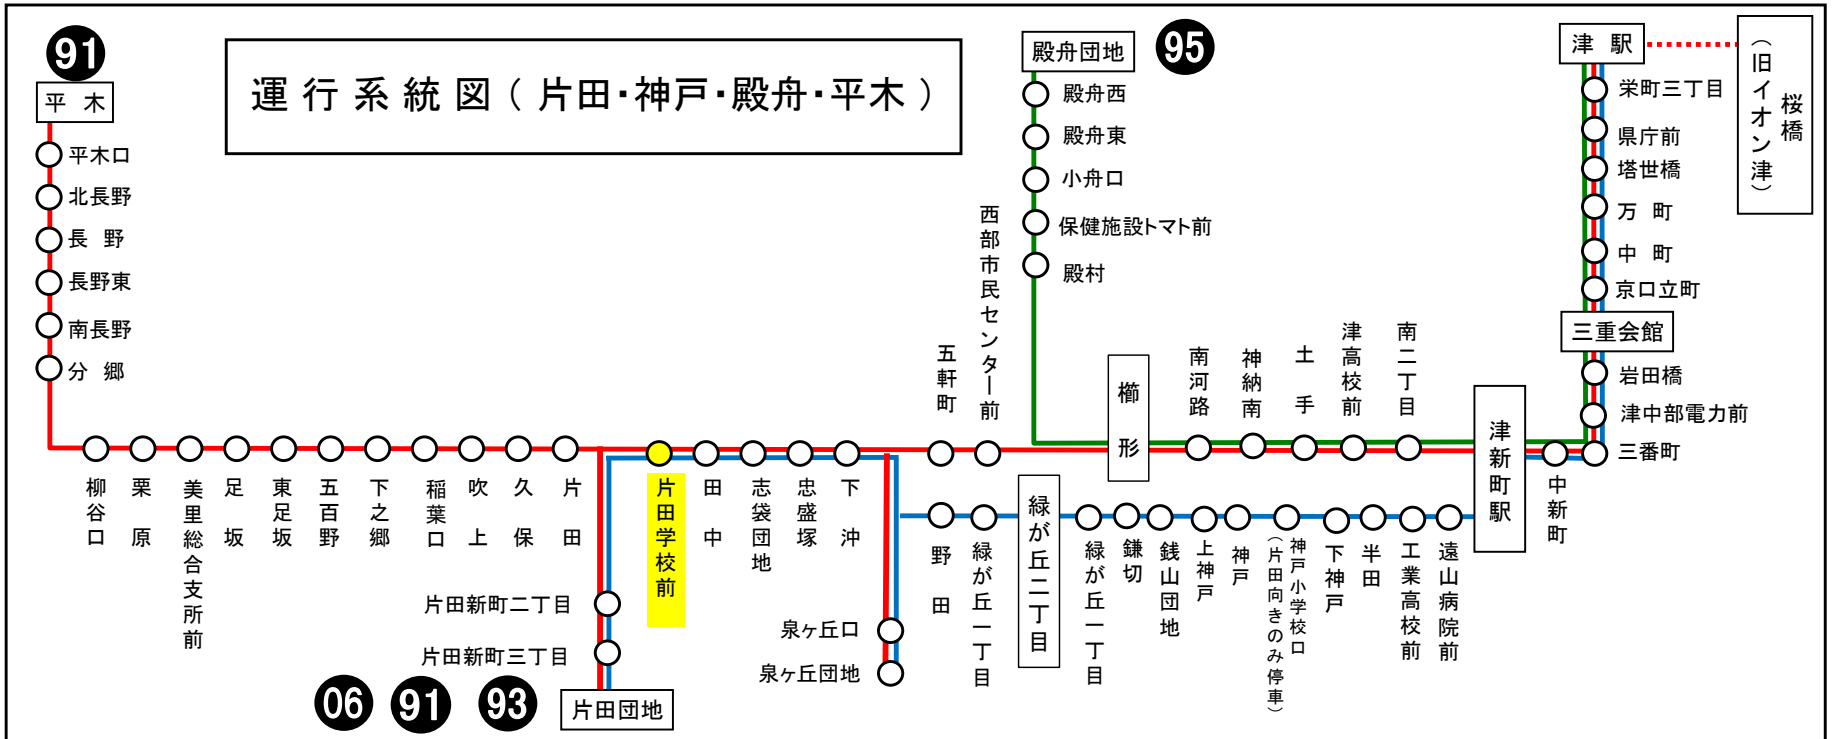 91
平木
平木口
北長野
長野
長野東
南長野
分郷
運行系統図(片田・神戸・殿舟・平木)
殿舟団地
95
殿舟西
殿舟東
小舟口
保健施設トマト前
殿村
津駅
桜橋
(旧イオン津)
栄町三丁目
県庁前
塔世橋
万町
中町
京口立町
三重会館
岩田橋
津中部電力前
三番町
柳谷口
栗原
美里総合支所前
足坂
東足坂
五百野
下之郷
稲葉口
吹上
久保
片田
片田学校前
田中
志袋団地
忠盛塚
下沖
五軒町
西部市民センター前
櫛形
南河路
神納南
土手
津高校前
南二丁目
津新町駅
中新町
野田
緑が丘一丁目
緑が丘二丁目
緑が丘一丁目
鎌切
銭山団地
上神戸
神戸
神戸小学校口
(片田向きのみ停車)
下神戸
半田
工業高校前
遠山病院前
片田新町二丁目
片田新町三丁目
片田団地
06
91
93
泉ヶ丘口
泉ヶ丘団地